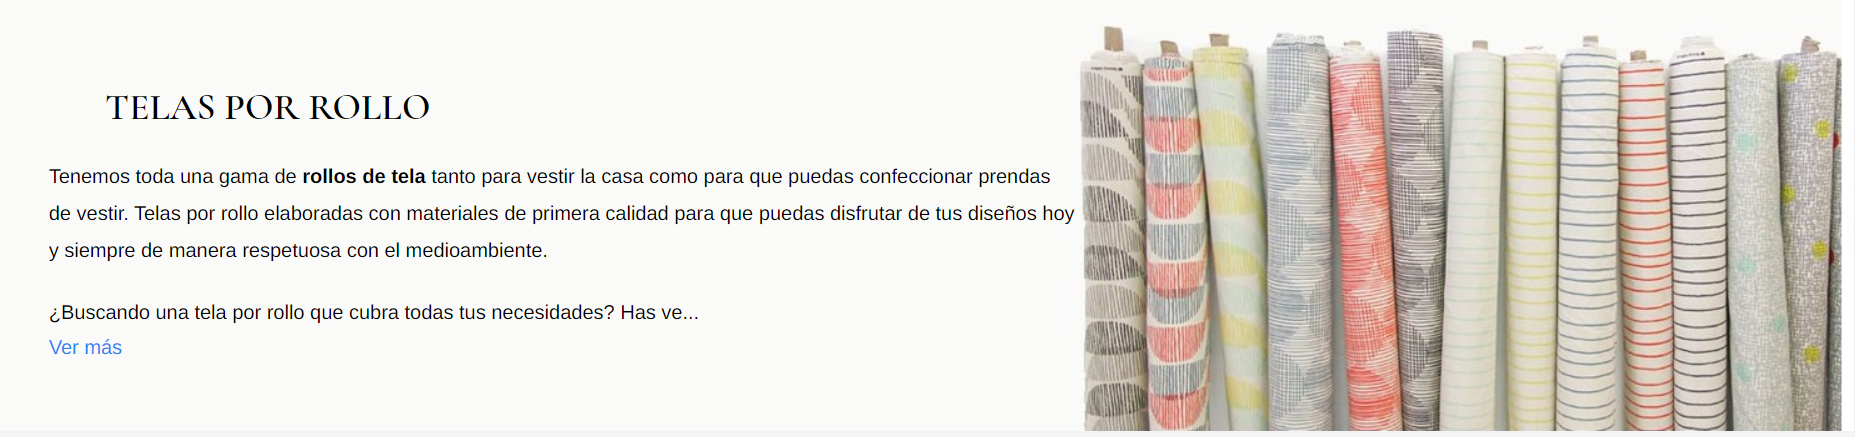 TELAS POR ROLLO
Tenemos toda una gama de rollos de tela tanto para vestir la casa como para que puedas confeccionar prendas
de vestir. Telas por rollo elaboradas con materiales de primera calidad para que puedas disfrutar de tus diseños hoy
y siempre de manera respetuosa con el medioambiente.
¿Buscando una tela por rollo que cubra todas tus necesidades? Has ve...
Ver más